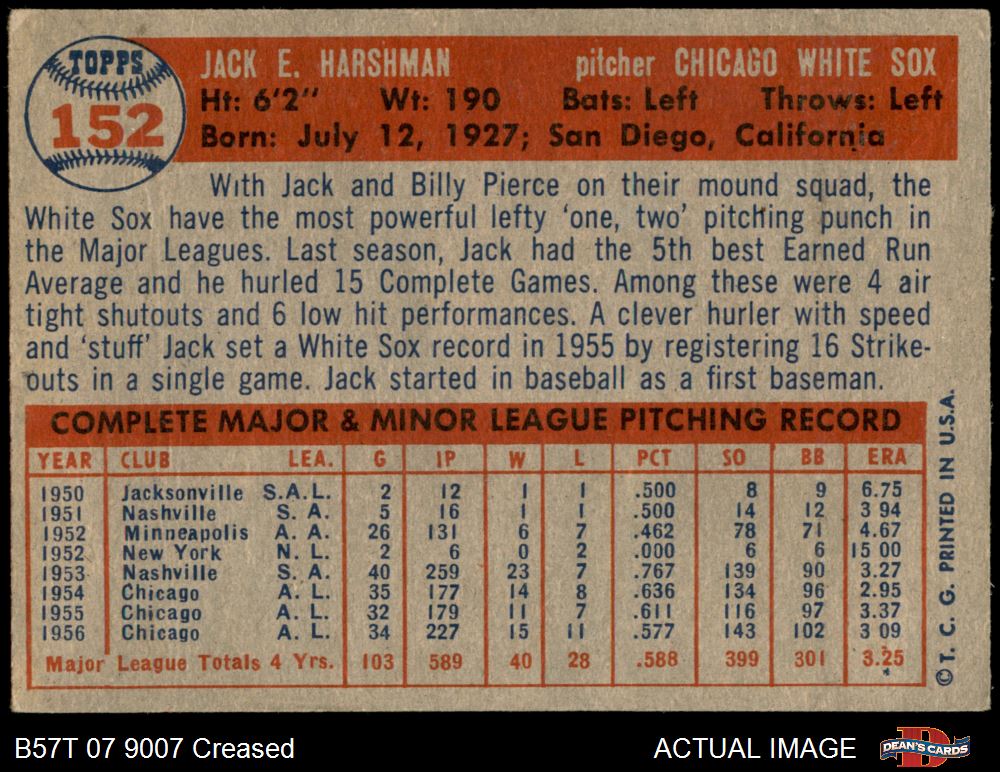 TOPPS
152
JACK E. HARSHMAN pitcher CHICAGO WHITE SOX
Ht: 6'2" Wt: 190 Bats: Left Throws: Left
Born: July 12, 1927; San Diego, California
With Jack and Billy Pierce on their mound squad, the
White Sox have the most powerful lefty 'one, two' pitching punch in
the Major Leagues. Last season, Jack had the 5th best Earned Run
Average and he hurled 15 Complete Games. Among these were 4 air
tight shutouts and 6 low hit performances. A clever hurler with speed
and 'stuff' Jack set a White Sox record in 1955 by registering 16 Strike-
outs in a single game. Jack started in baseball as a first baseman.
COMPLETE MAJOR & MINOR LEAGUE PITCHING RECORD
YEAR CLUB LEA. G IP W L PCT SO BB ERA
1950 Jacksonville S.A.L. 2 12 1 1 .500 8 9 6.75
1951 Nashville S. A. 5 16 1 1 .500 14 12 3 94
1952 Minneapolis A. A. 26 131 6 7 .462 78 71 4.67
1952 New York N. L. 2 6 0 2 .000 6 6 15 00
1953 Nashville S. A. 40 259 23 7 .767 139 90 3.27
1954 Chicago A. L. 35 177 14 8 .636 134 96 2.95
1955 Chicago A. L. 32 179 11 7 .611 116 97 3.37
1956 Chicago A. L. 34 227 15 11 .577 143 102 3 09
Major League Totals 4 Yrs. 103 589 40 28 .588 399 301 3.25
*
© T. C. G. PRINTED IN U.S.A.
B57T 07 9007 Creased ACTUAL IMAGE
DEAN'S CARDS